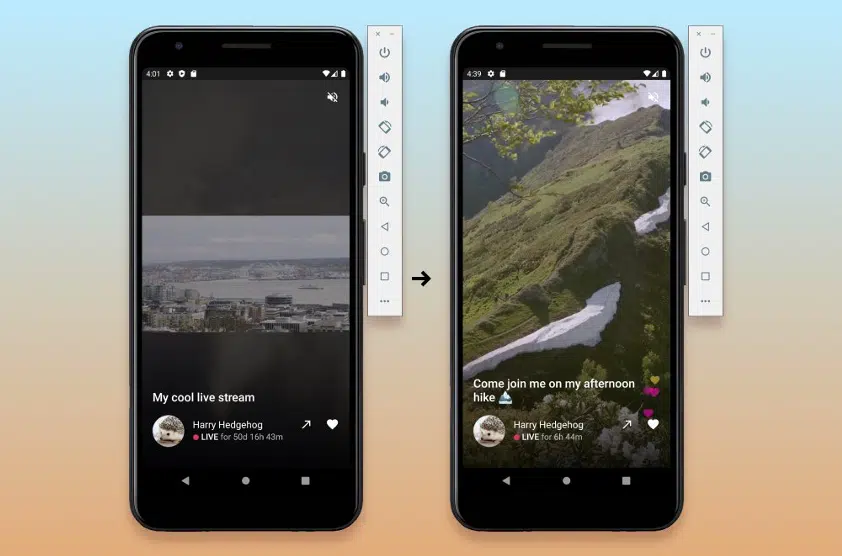 4:01
My cool live stream
Harry Hedgehog
LIVE for 50d 16h 43m
4:39
Come join me on my afternoon
hike
Harry Hedgehog
LIVE for 6h 44m